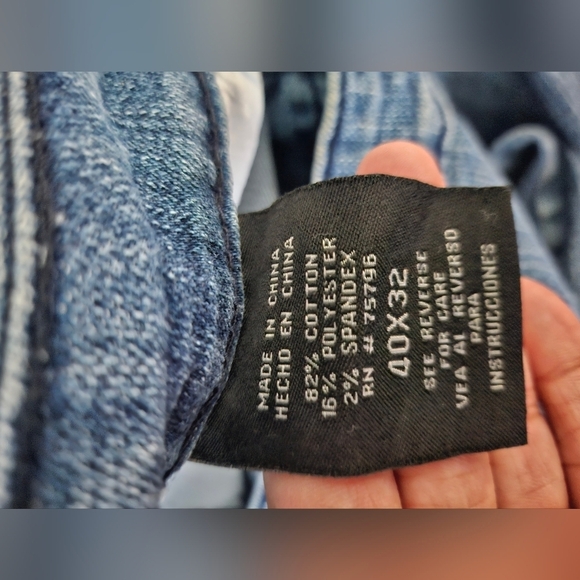 MADE IN CHINA
HECHO EN CHINA
82% COTTON
16% POLYESTER
2% SPANDEX
RN # 75796
40X32
SEE REVERSE
FOR CARE
VEA AL REVERSO
PARA
INSTRUCCIONES